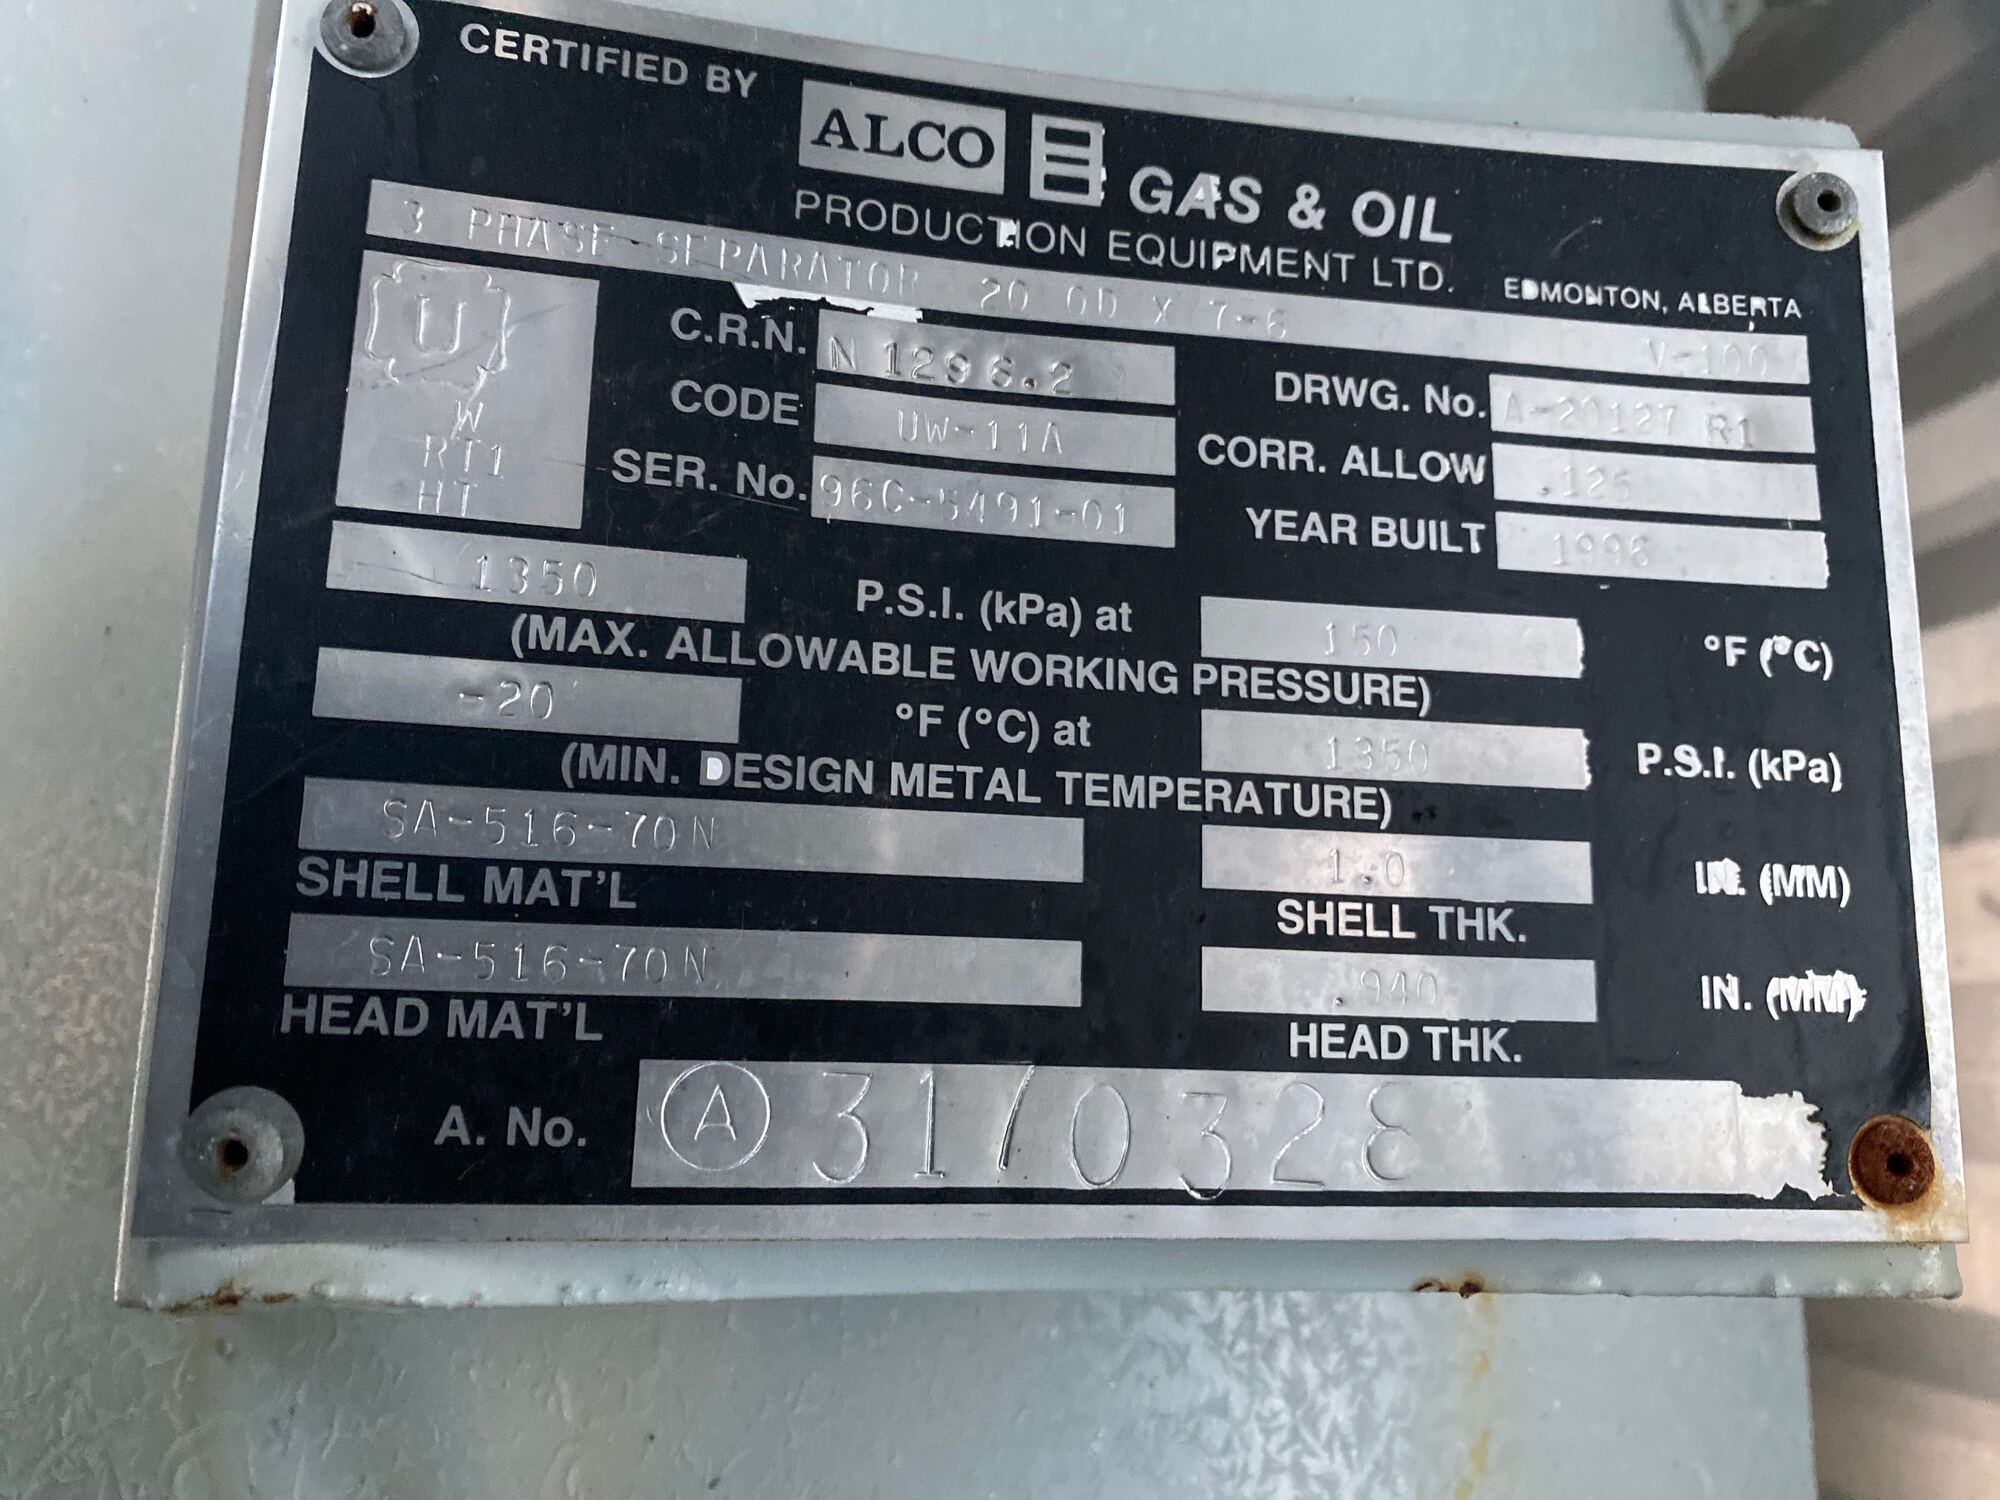 CERTIFIED BY
ALCO GAS & OIL
PRODUCTION EQUIPMENT LTD. EDMONTON, ALBERTA
3 PHASE SEPARATOR 20 OD X 7-6 V-100
U
W
RT1
HT
C.R.N. N1296.2
DRWG. No. A-20127 R1
CODE UW-11A
CORR. ALLOW .125
SER. No. 96C-5491-01
YEAR BUILT 1996
1350 P.S.I. (kPa) at 150 °F (°C)
(MAX. ALLOWABLE WORKING PRESSURE)
-20 °F (°C) at 1350 P.S.I. (kPa)
(MIN. DESIGN METAL TEMPERATURE)
SA-516-70N 1.0 IN. (MM)
SHELL MAT'L SHELL THK.
SA-516-70N .940 IN. (MM)
HEAD MAT'L HEAD THK.
A. No. A 3170328